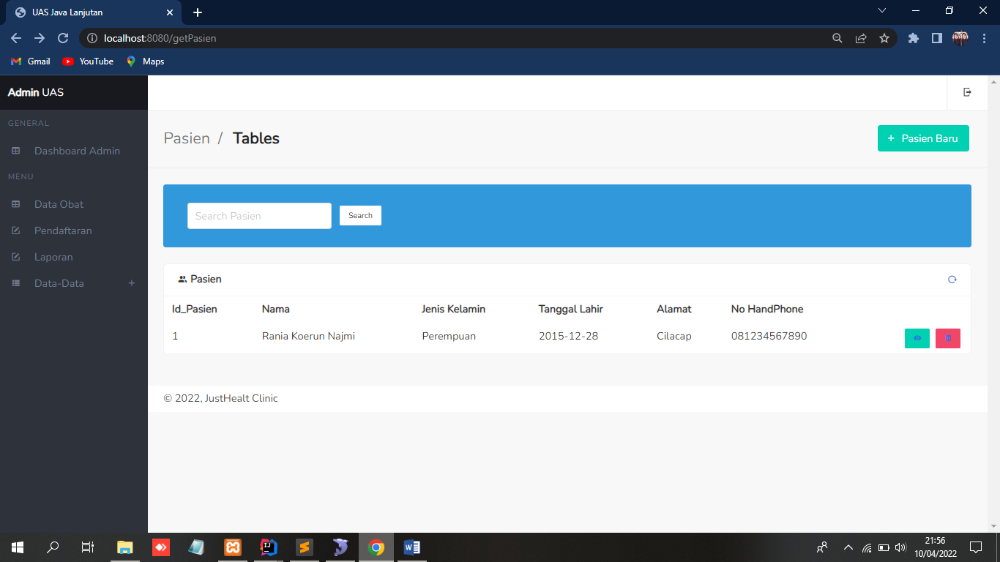 UAS Java Lanjutan
localhost:8080/getPasien
Gmail YouTube Maps
Admin UAS
GENERAL
Dashboard Admin
MENU
Data Obat
Pendaftaran
Laporan
Data-Data +
Pasien / Tables
+ Pasien Baru
Search Pasien Search
Pasien
Id_Pasien Nama Jenis Kelamin Tanggal Lahir Alamat No HandPhone
1 Rania Koerun Najmi Perempuan 2015-12-28 Cilacap 081234567890
© 2022, JustHealt Clinic
21:56
10/04/2022